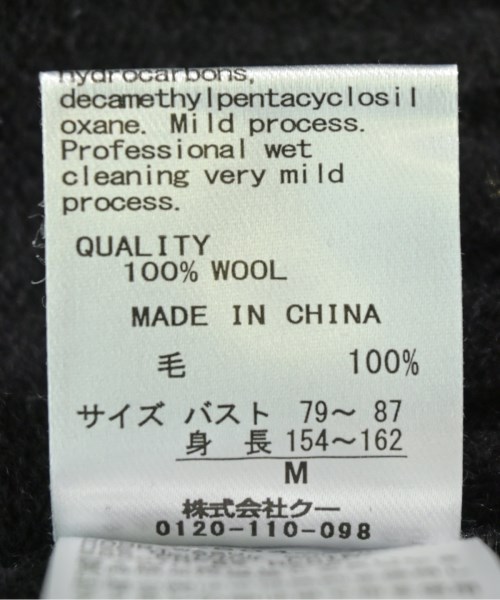 hydrocarbons,
decamethylpentacyclosil
oxane. Mild process.
Professional wet
cleaning very mild
process.
QUALITY
100% WOOL
MADE IN CHINA
毛 100%
サイズ バスト 79〜 87
身 長 154〜162
M
株式会社クー
0120-110-098